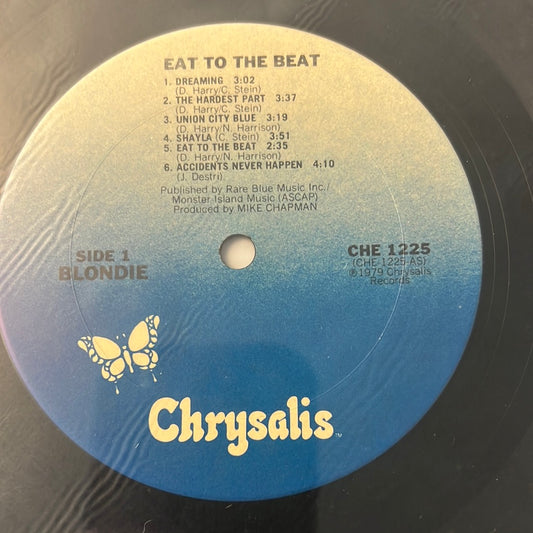 EAT TO THE BEAT
1. DREAMING 3:02
(D. Harry/C. Stein)
2. THE HARDEST PART 3:37
(D. Harry/C. Stein)
3. UNION CITY BLUE 3:19
(D. Harry/N. Harrison)
4. SHAYLA (C. Stein) 3:51
5. EAT TO THE BEAT 2:35
(D. Harry/N. Harrison)
6. ACCIDENTS NEVER HAPPEN 4:10
(J. Destri)
Published by Rare Blue Music Inc./
Monster Island Music (ASCAP)
Produced by MIKE CHAPMAN
SIDE 1
BLONDIE
CHE 1225
(CHE 1225 AS)
℗1979 Chrysalis
Records
Chrysalis™